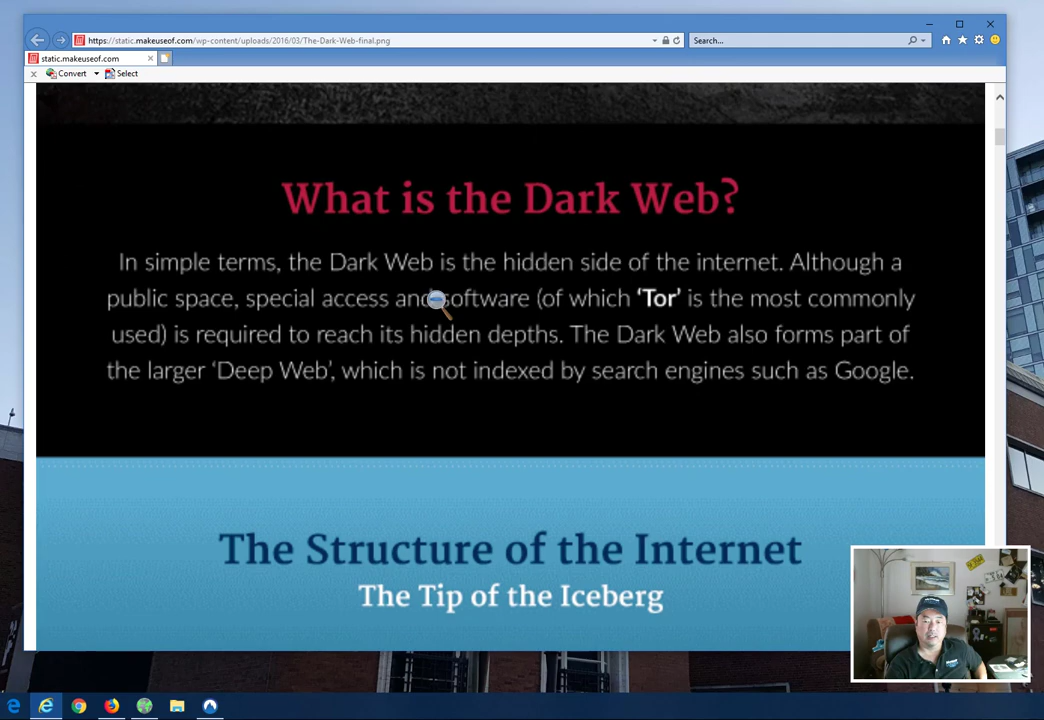 https://static.makeuseof.com/wp-content/uploads/2016/03/The-Dark-Web-final.png
Search...
static.makeuseof.com
x Convert Select
What is the Dark Web?
In simple terms, the Dark Web is the hidden side of the internet. Although a
public space, special access and software (of which ‘Tor’ is the most commonly
used) is required to reach its hidden depths. The Dark Web also forms part of
the larger ‘Deep Web’, which is not indexed by search engines such as Google.
The Structure of the Internet
The Tip of the Iceberg